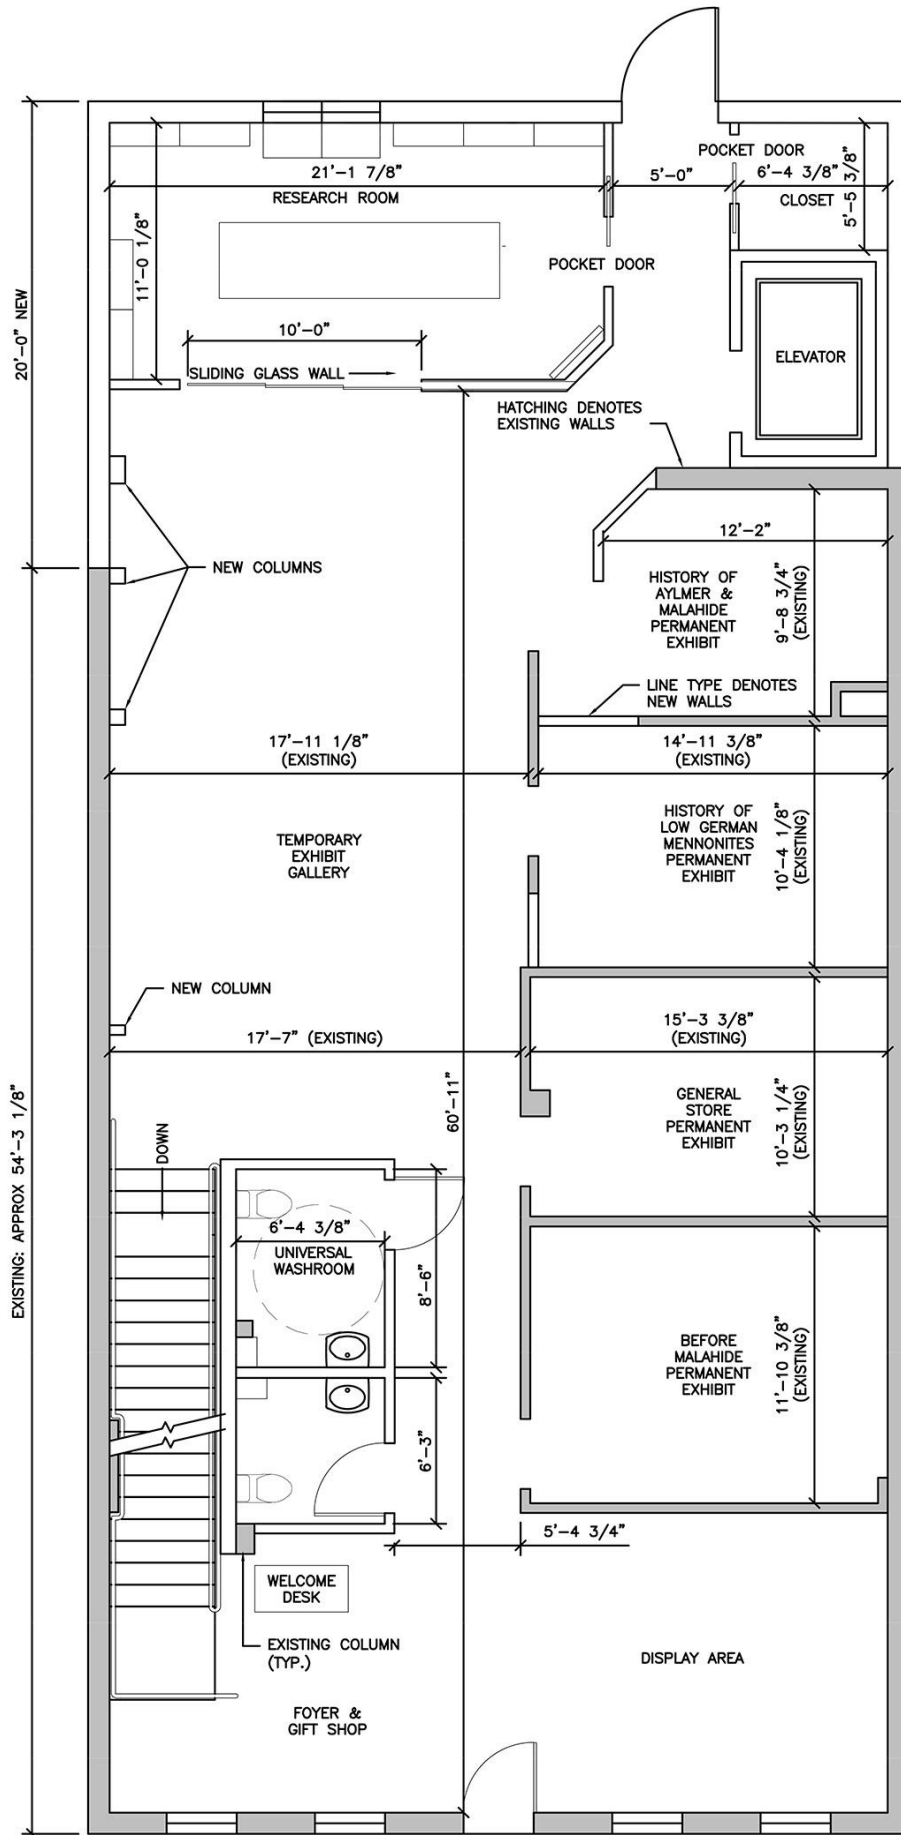 POCKET DOOR
21'-1 7/8"
5'-0"
6'-4 3/8"
RESEARCH ROOM
CLOSET
5'-5 3/8"
11'-0 1/8"
POCKET DOOR
20'-0" NEW
10'-0"
SLIDING GLASS WALL
ELEVATOR
HATCHING DENOTES
EXISTING WALLS
12'-2"
NEW COLUMNS
HISTORY OF
AYLMER &
MALAHIDE
PERMANENT
EXHIBIT
9'-8 3/4"
(EXISTING)
LINE TYPE DENOTES
NEW WALLS
17'-11 1/8"
(EXISTING)
14'-11 3/8"
(EXISTING)
TEMPORARY
EXHIBIT
GALLERY
HISTORY OF
LOW GERMAN
MENNONITES
PERMANENT
EXHIBIT
10'-4 1/8"
(EXISTING)
NEW COLUMN
17'-7" (EXISTING)
15'-3 3/8"
(EXISTING)
EXISTING: APPROX 54'-3 1/8"
60'-11"
GENERAL
STORE
PERMANENT
EXHIBIT
10'-3 1/4"
(EXISTING)
DOWN
6'-4 3/8"
UNIVERSAL
WASHROOM
8'-6"
BEFORE
MALAHIDE
PERMANENT
EXHIBIT
11'-10 3/8"
(EXISTING)
6'-3"
5'-4 3/4"
WELCOME
DESK
EXISTING COLUMN
(TYP.)
DISPLAY AREA
FOYER &
GIFT SHOP